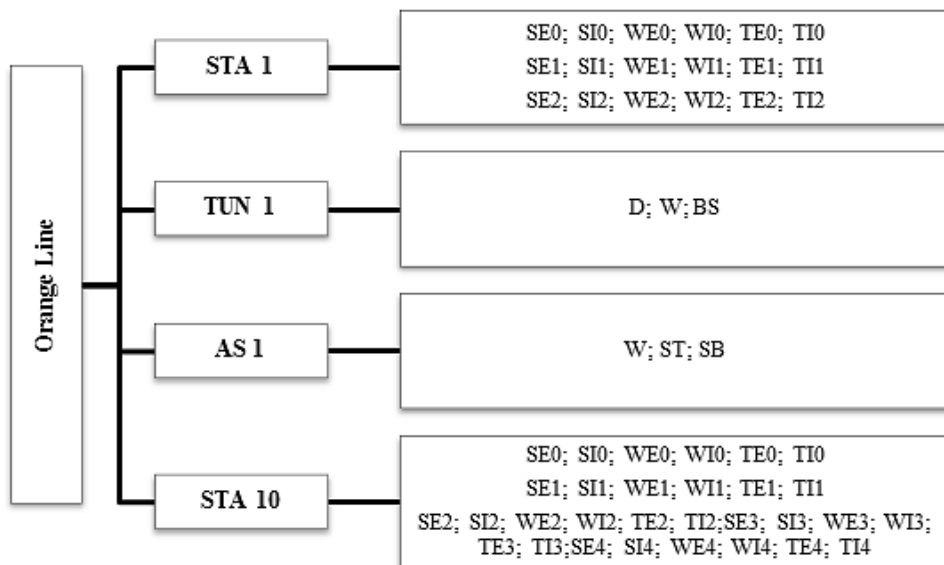 Orange Line
STA 1
SE0; SI0; WE0; WI0; TE0; TI0
SE1; SI1; WE1; WI1; TE1; TI1
SE2; SI2; WE2; WI2; TE2; TI2
TUN 1
D; W; BS
AS 1
W; ST; SB
STA 10
SE0; SI0; WE0; WI0; TE0; TI0
SE1; SI1; WE1; WI1; TE1; TI1
SE2; SI2; WE2; WI2; TE2; TI2;SE3; SI3; WE3; WI3;
TE3; TI3;SE4; SI4; WE4; WI4; TE4; TI4